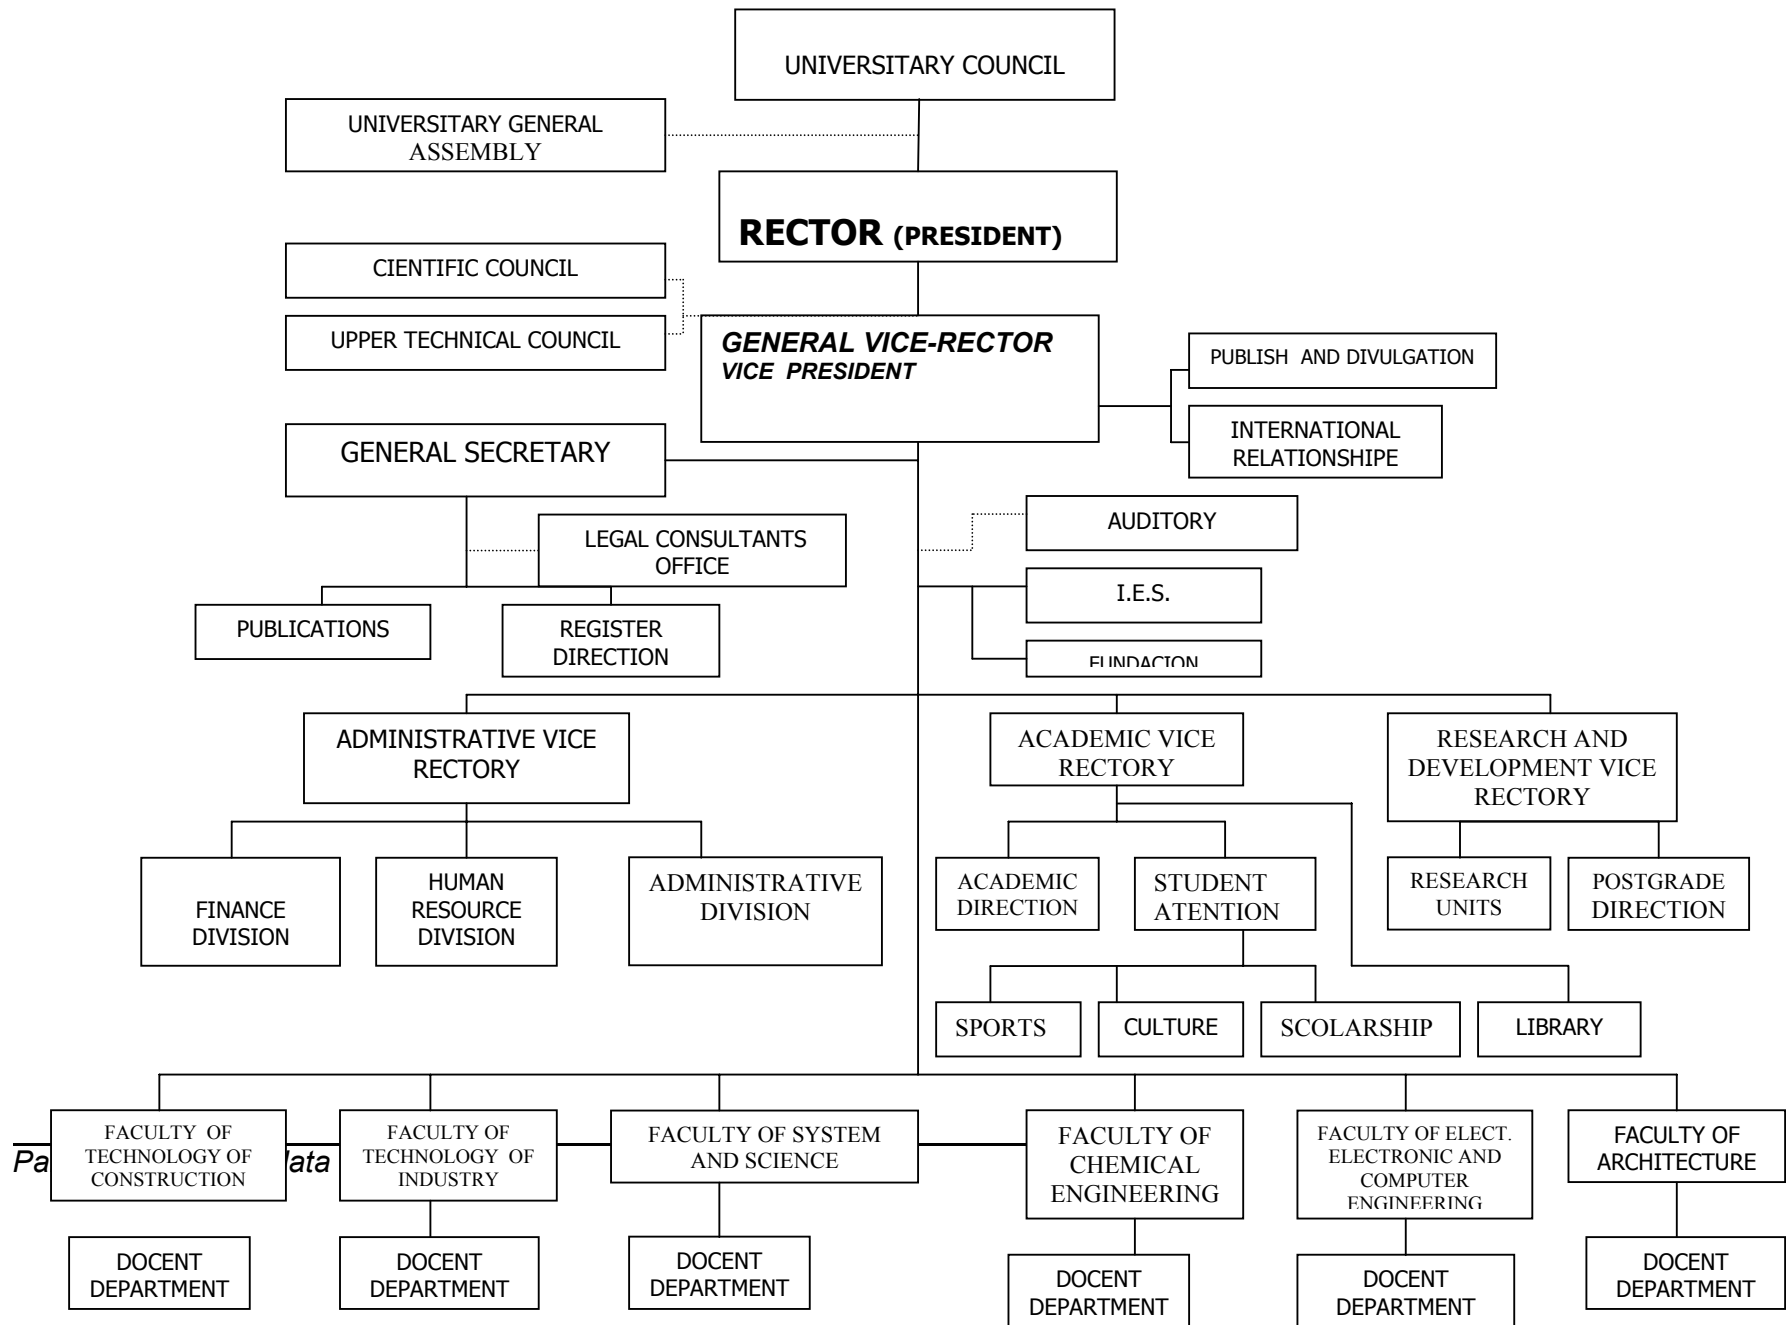 UNIVERSITARY COUNCIL
UNIVERSITARY GENERAL
ASSEMBLY
RECTOR (PRESIDENT)
CIENTIFIC COUNCIL
UPPER TECHNICAL COUNCIL
GENERAL VICE-RECTOR
VICE PRESIDENT
PUBLISH AND DIVULGATION
INTERNATIONAL
RELATIONSHIPE
GENERAL SECRETARY
LEGAL CONSULTANTS
OFFICE
AUDITORY
I.E.S.
FUNDACION
PUBLICATIONS
REGISTER
DIRECTION
ADMINISTRATIVE VICE
RECTORY
ACADEMIC VICE
RECTORY
RESEARCH AND
DEVELOPMENT VICE
RECTORY
FINANCE
DIVISION
HUMAN
RESOURCE
DIVISION
ADMINISTRATIVE
DIVISION
ACADEMIC
DIRECTION
STUDENT
ATENTION
RESEARCH
UNITS
POSTGRADE
DIRECTION
SPORTS
CULTURE
SCOLARSHIP
LIBRARY
FACULTY OF
TECHNOLOGY OF
CONSTRUCTION
FACULTY OF
TECHNOLOGY OF
INDUSTRY
FACULTY OF SYSTEM
AND SCIENCE
FACULTY OF
CHEMICAL
ENGINEERING
FACULTY OF ELECT.
ELECTRONIC AND
COMPUTER
ENGINEERING
FACULTY OF
ARCHITECTURE
Pa
data
DOCENT
DEPARTMENT
DOCENT
DEPARTMENT
DOCENT
DEPARTMENT
DOCENT
DEPARTMENT
DOCENT
DEPARTMENT
DOCENT
DEPARTMENT